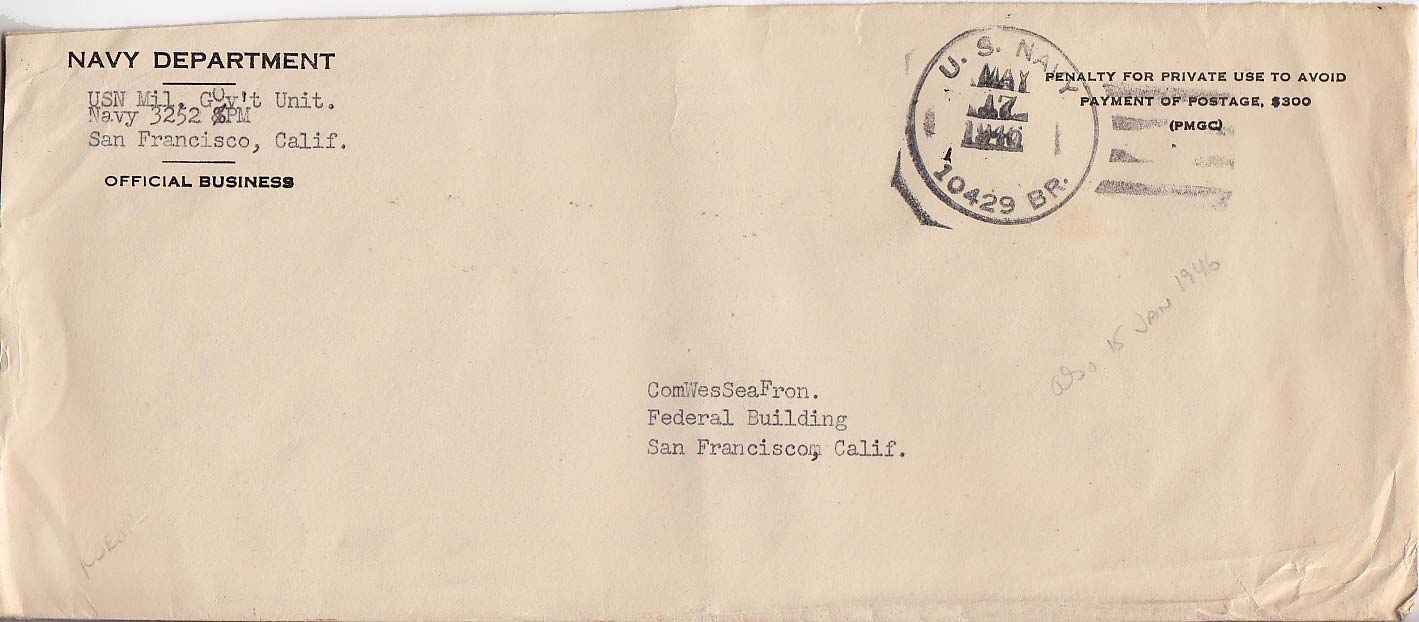 NAVY DEPARTMENT
USN Mil. Gov't Unit.
Navy 3252 %FPM
San Francisco, Calif.
OFFICIAL BUSINESS
U. S. NAVY
MAY
17
1946
10429 BR.
PENALTY FOR PRIVATE USE TO AVOID
PAYMENT OF POSTAGE, $300
(PMGC)
also 15 JAN 1946
ComWesSeaFron.
Federal Building
San Francisco, Calif.